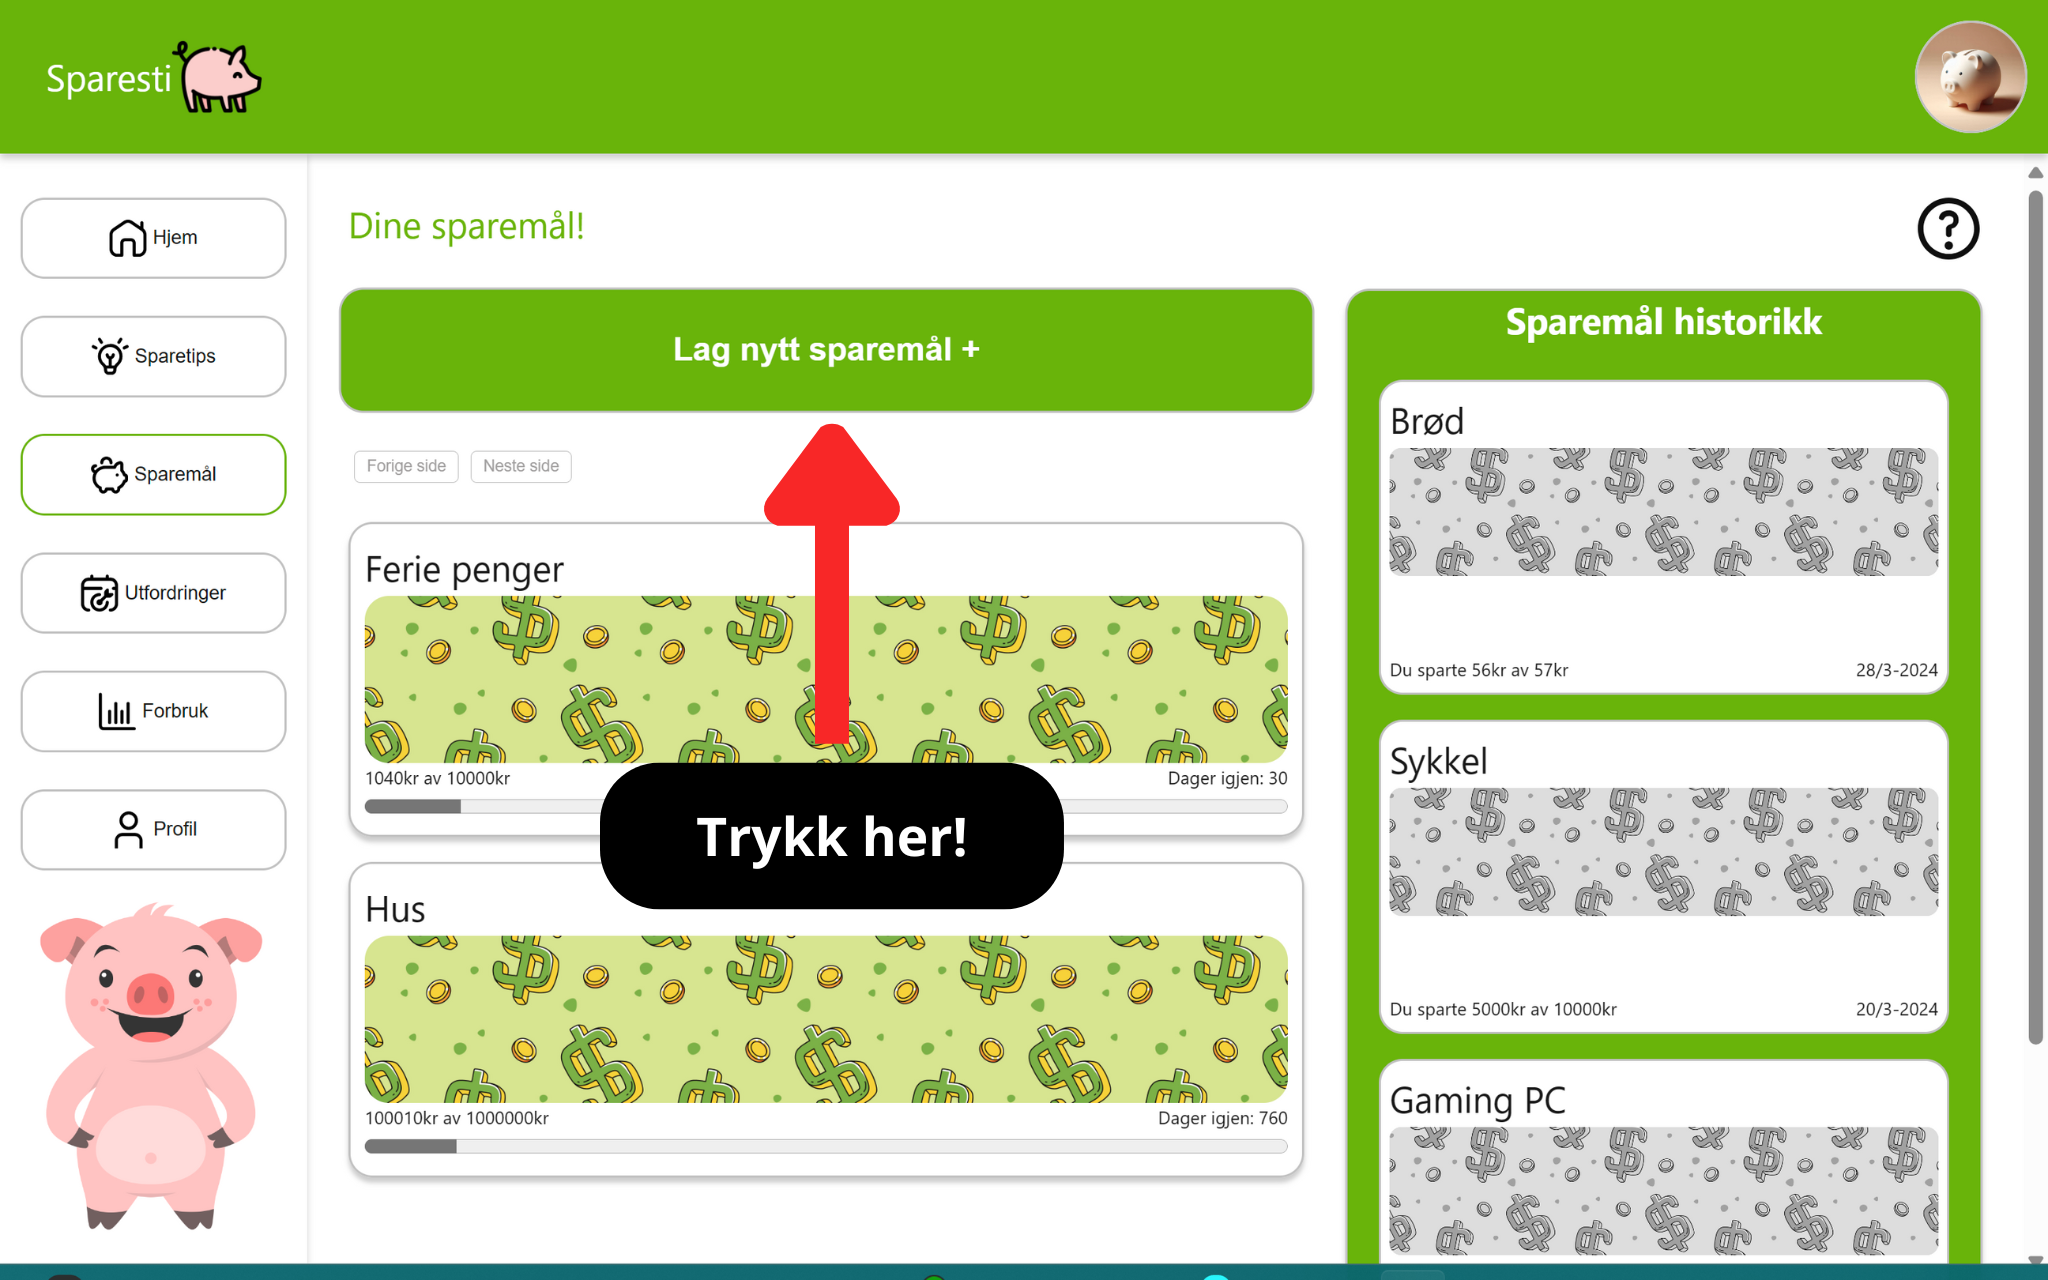 Sparesti
Hjem
Sparetips
Sparemål
Utfordringer
Forbruk
Profil
Dine sparemål!
Lag nytt sparemål +
Forige side
Neste side
Ferie penger
1040kr av 10000kr
Dager igjen: 30
Trykk her!
Hus
100010kr av 1000000kr
Dager igjen: 760
Sparemål historikk
Brød
Du sparte 56kr av 57kr
28/3-2024
Sykkel
Du sparte 5000kr av 10000kr
20/3-2024
Gaming PC